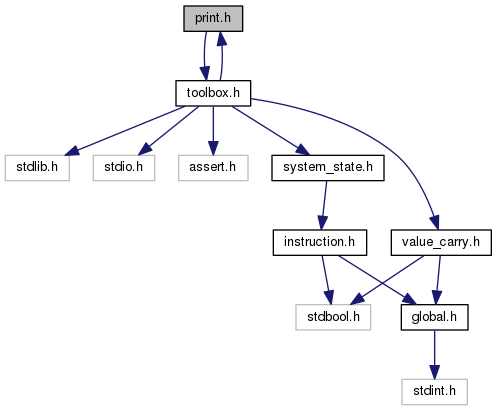 print.h
toolbox.h
stdlib.h
stdio.h
assert.h
system_state.h
instruction.h
value_carry.h
stdbool.h
global.h
stdint.h